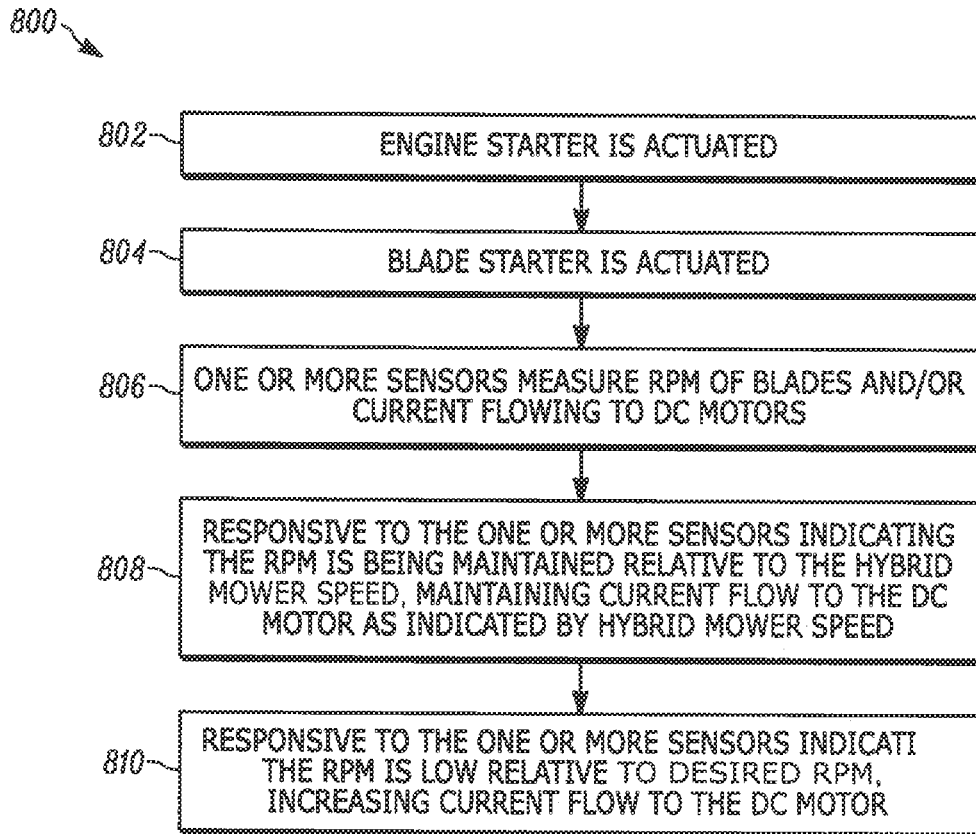 800
802
ENGINE STARTER IS ACTUATED
804
BLADE STARTER IS ACTUATED
806
ONE OR MORE SENSORS MEASURE RPM OF BLADES AND/OR
CURRENT FLOWING TO DC MOTORS
808
RESPONSIVE TO THE ONE OR MORE SENSORS INDICATING
THE RPM IS BEING MAINTAINED RELATIVE TO THE HYBRID
MOWER SPEED, MAINTAINING CURRENT FLOW TO THE DC
MOTOR AS INDICATED BY HYBRID MOWER SPEED
810
RESPONSIVE TO THE ONE OR MORE SENSORS INDICATI
THE RPM IS LOW RELATIVE TO DESIRED RPM,
INCREASING CURRENT FLOW TO THE DC MOTOR